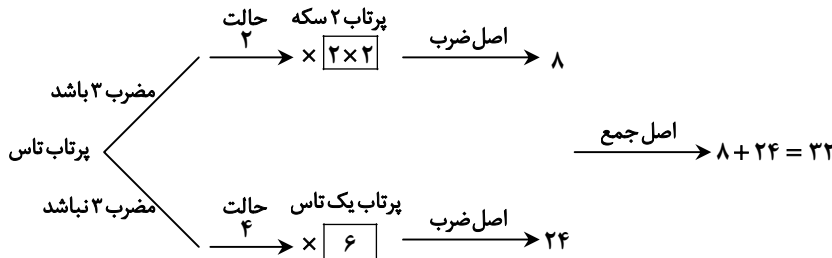 حالت
۲
پرتاب ۲ سکه
× ۲×۲
اصل ضرب
۸
مضرب ۳ باشد
پرتاب تاس
اصل جمع
۸+۲۴=۳۲
مضرب ۳ نباشد
حالت
۴
پرتاب یک تاس
× ۶
اصل ضرب
۲۴